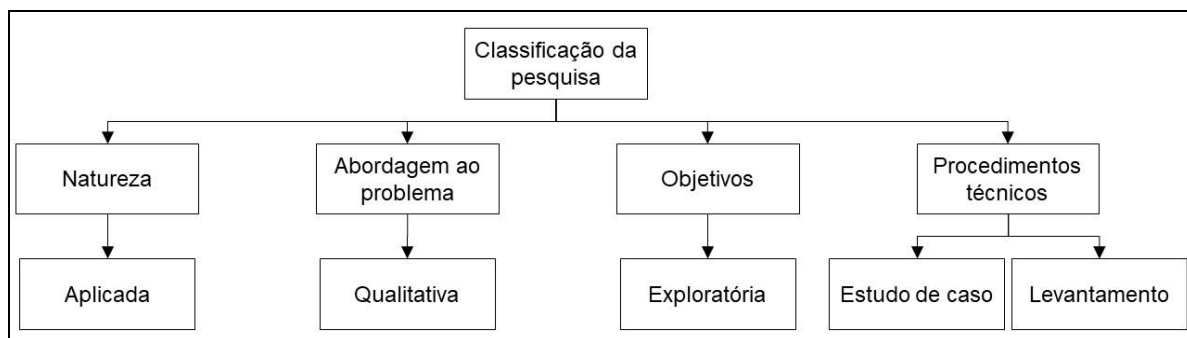 Classificação da
pesquisa
Natureza
Abordagem ao
problema
Objetivos
Procedimentos
técnicos
Aplicada
Qualitativa
Exploratória
Estudo de caso
Levantamento